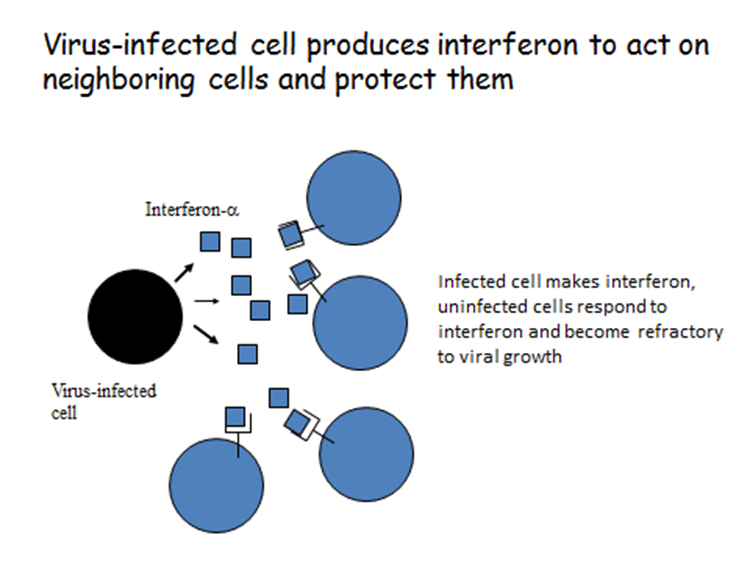 Virus-infected cell produces interferon to act on
neighboring cells and protect them
Interferon-α
Infected cell makes interferon,
uninfected cells respond to
interferon and become refractory
to viral growth
Virus-infected
cell